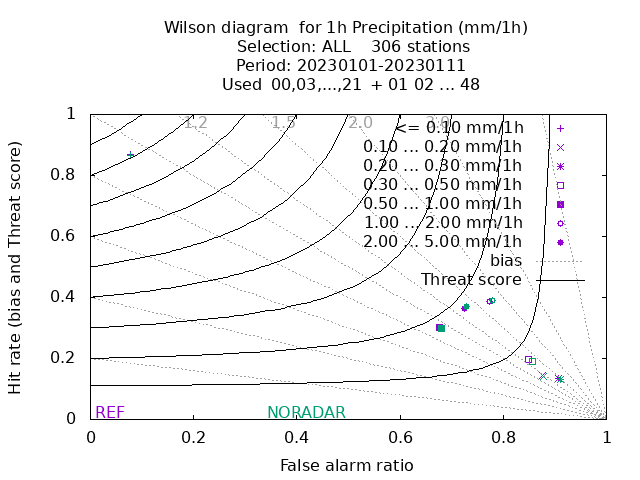 Wilson diagram  for 1h Precipitation (mm/1h)
Selection: ALL    306 stations
Period: 20230101-20230111
Used  00,03,...,21  + 01 02 ... 48
1.2 1.5 2.0 3.0
<= 0.10 mm/1h
0.10 ... 0.20 mm/1h
0.20 ... 0.30 mm/1h
0.30 ... 0.50 mm/1h
0.50 ... 1.00 mm/1h
1.00 ... 2.00 mm/1h
2.00 ... 5.00 mm/1h
bias
Threat score
1
0.8
0.6
0.4
0.2
0
Hit rate (bias and Threat score)
REF NORADAR
0 0.2 0.4 0.6 0.8 1
False alarm ratio